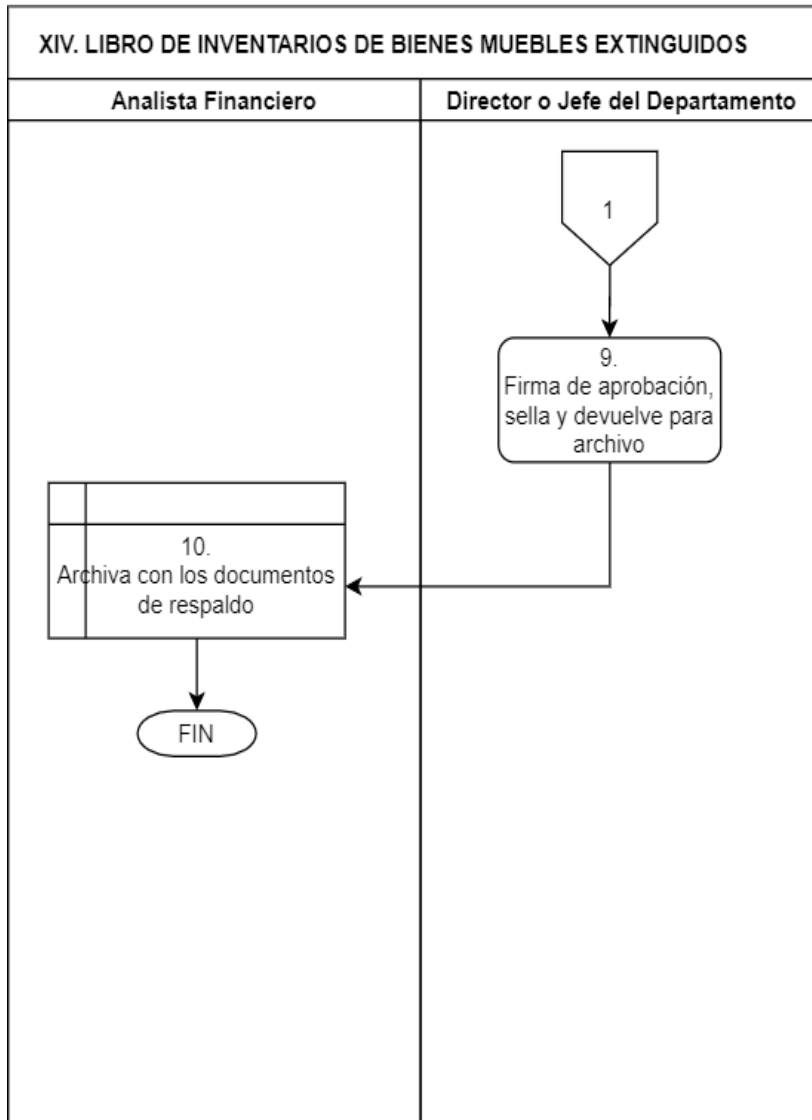 XIV. LIBRO DE INVENTARIOS DE BIENES MUEBLES EXTINGUIDOS
Analista Financiero
Director o Jefe del Departamento
1
9.
Firma de aprobación,
sella y devuelve para
archivo
10.
Archiva con los documentos
de respaldo
FIN